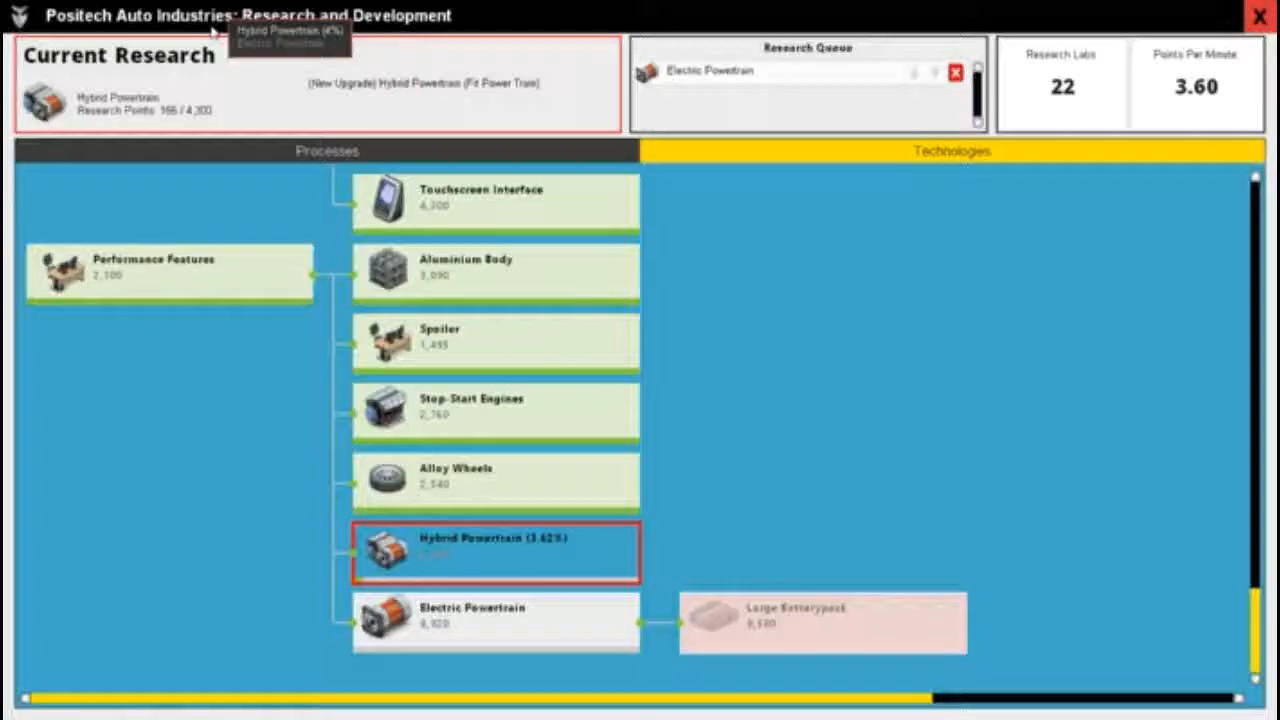 Positech Auto Industries: Research and Development
X
Hybrid Powertrain (4%)
Electric Powertrain
Current Research
(New Upgrade) Hybrid Powertrain (Fit Power Train)
Hybrid Powertrain
Research Points: 166 / 4,300
Research Queue
Electric Powertrain
Research Labs
22
Points Per Minute
3.60
Processes
Technologies
Touchscreen Interface
4,300
Performance Features
2,100
Aluminium Body
3,090
Spoiler
1,495
Stop-Start Engines
2,760
Alloy Wheels
2,540
Hybrid Powertrain (3.62%)
Electric Powertrain
Large Batterypack